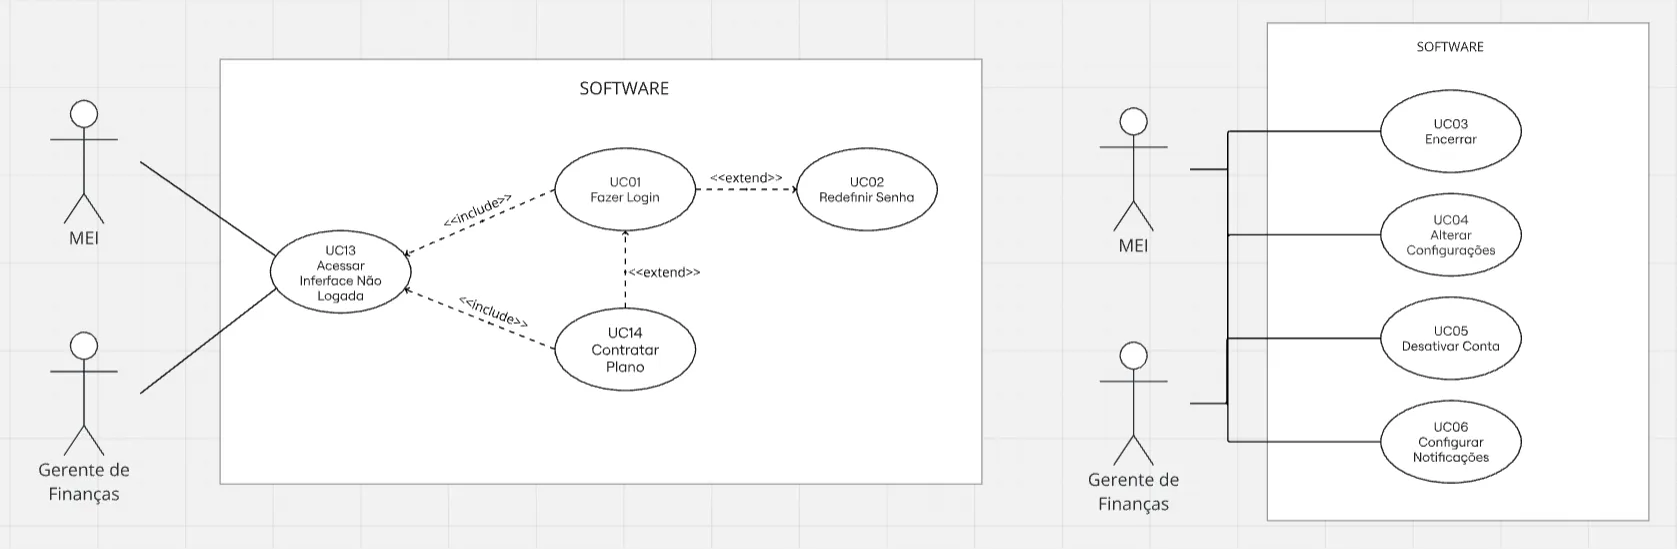 SOFTWARE
MEI
Gerente de
Finanças
UC13
Acessar
Inferface Não
Logada
<<include>>
<<include>>
UC01
Fazer Login
<<extend>>
UC02
Redefinir Senha
<<extend>>
UC14
Contratar
Plano
SOFTWARE
MEI
Gerente de
Finanças
UC03
Encerrar
UC04
Alterar
Configurações
UC05
Desativar Conta
UC06
Configurar
Notificações